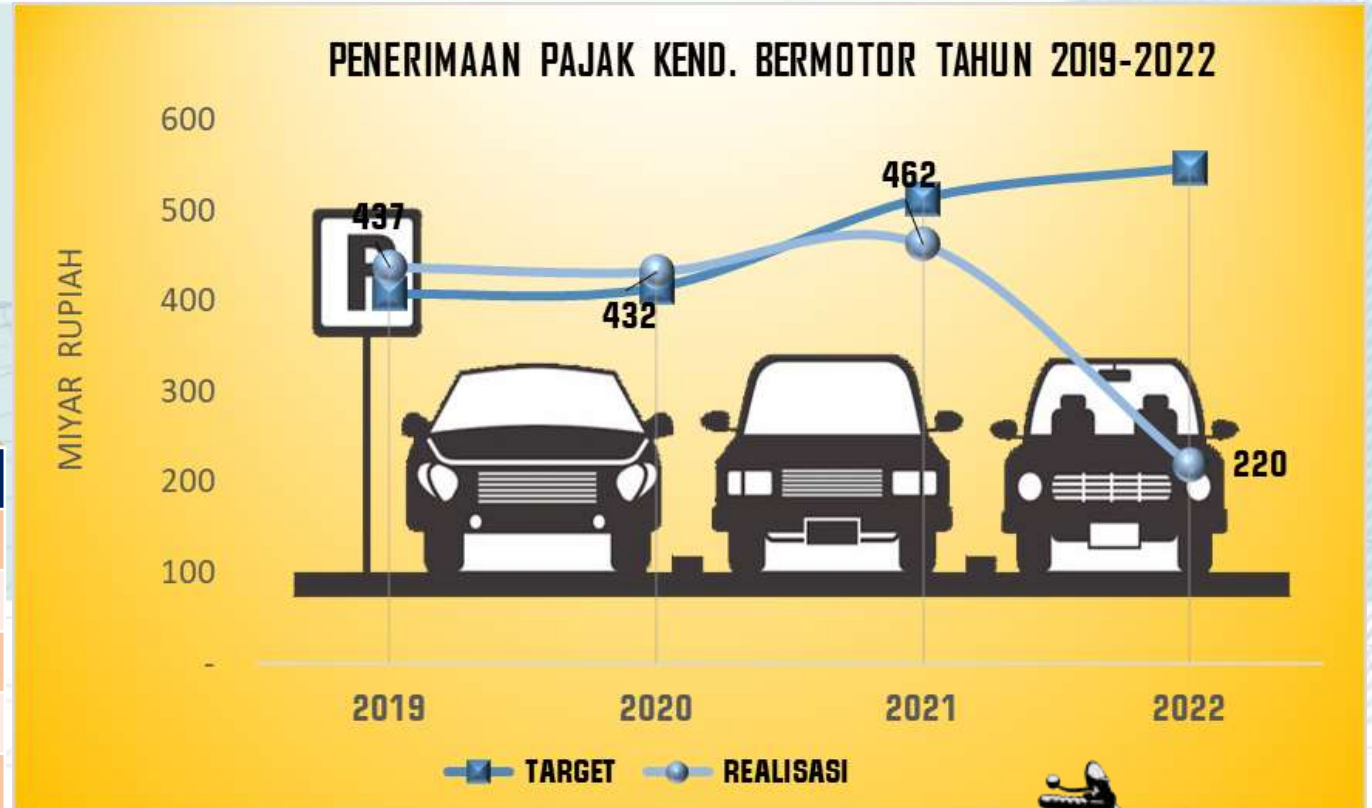 PENERIMAAN PAJAK KEND. BERMOTOR TAHUN 2019-2022
MIYAR RUPIAH
600
500
400
300
200
100
-
437
432
462
220
P
2019 2020 2021 2022
TARGET REALISASI